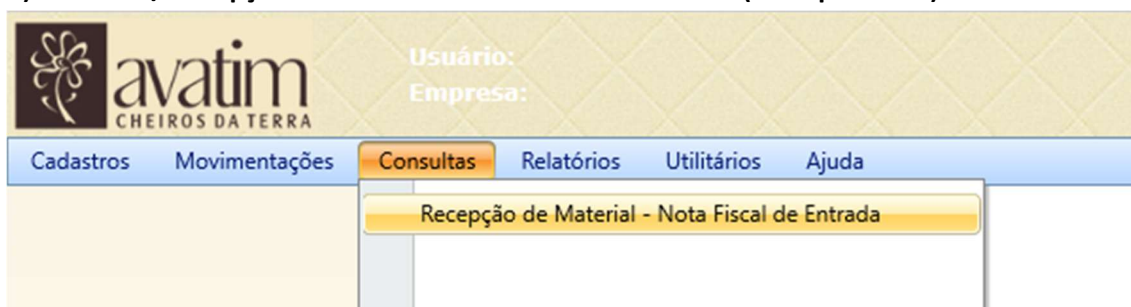 avatim
CHEIROS DA TERRA
Usuário:
Empresa:
Cadastros Movimentações Consultas Relatórios Utilitários Ajuda
Recepção de Material - Nota Fiscal de Entrada